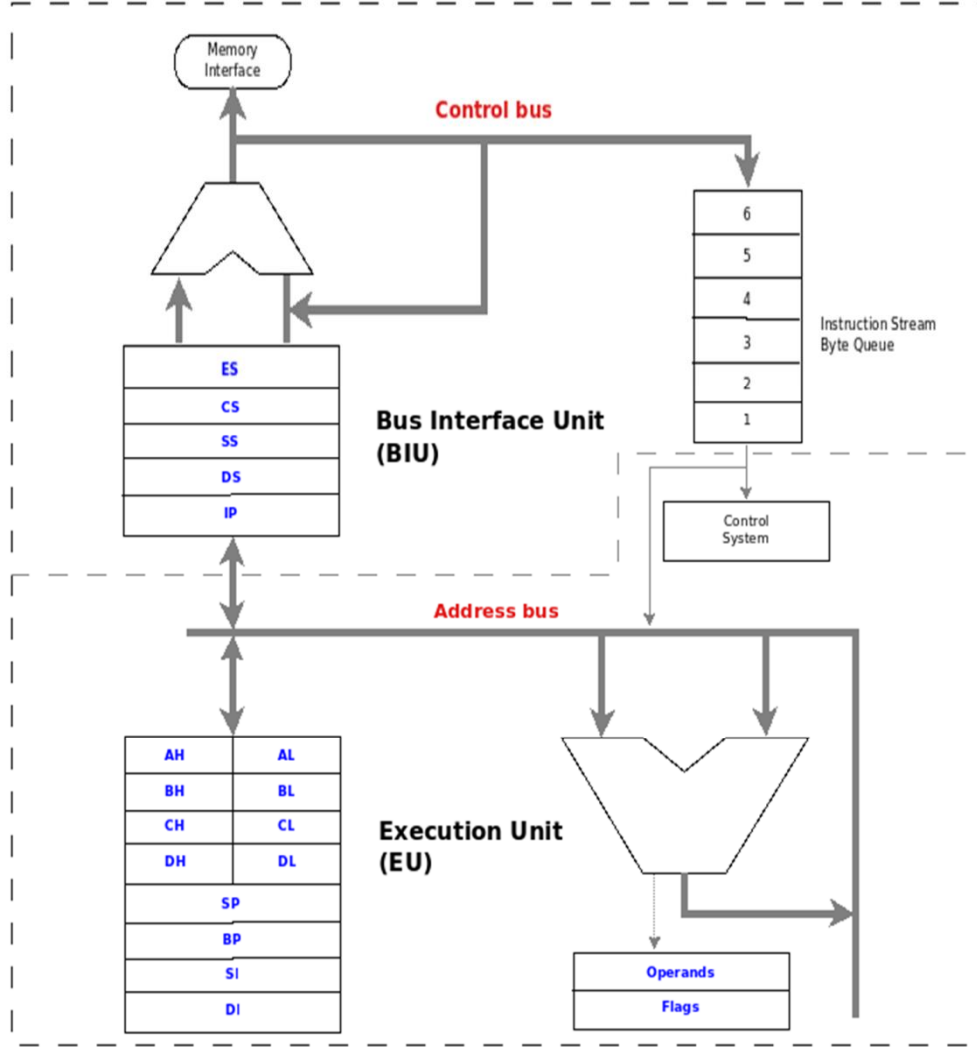 Memory
Interface
Control bus
6
5
4
3
2
1
Instruction Stream
Byte Queue
ES
CS
SS
DS
IP
Bus Interface Unit
(BIU)
Control
System
Address bus
AH AL
BH BL
CH CL
DH DL
SP
BP
SI
DI
Execution Unit
(EU)
Operands
Flags